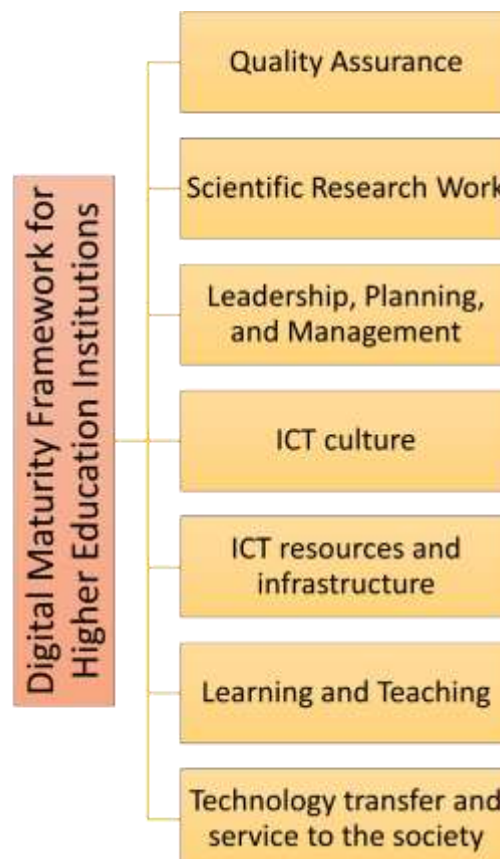 Digital Maturity Framework for
Higher Education Institutions
Quality Assurance
Scientific Research Work
Leadership, Planning,
and Management
ICT culture
ICT resources and
infrastructure
Learning and Teaching
Technology transfer and
service to the society